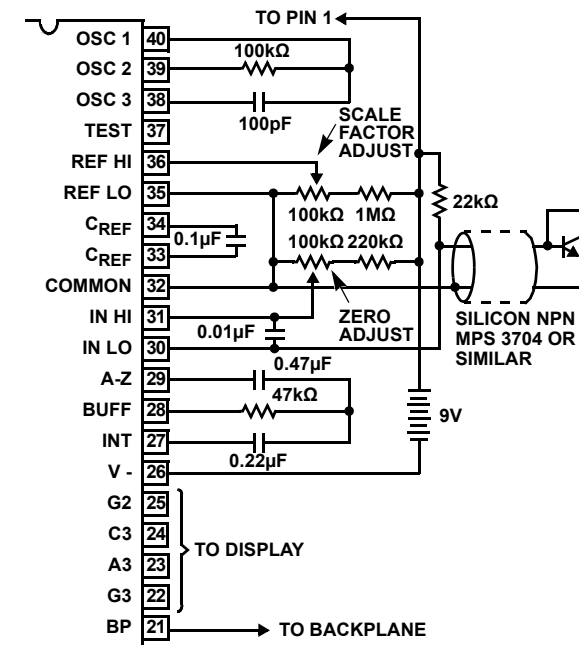 TO PIN 1
OSC 1 40
100kΩ
OSC 2 39
OSC 3 38
100pF
TEST 37
SCALE
FACTOR
ADJUST
REF HI 36
REF LO 35
100kΩ 1MΩ
22kΩ
CREF 34
0.1µF
100kΩ 220kΩ
CREF 33
COMMON 32
IN HI 31
ZERO
ADJUST
0.01µF
SILICON NPN
MPS 3704 OR
SIMILAR
IN LO 30
0.47µF
A-Z 29
47kΩ
BUFF 28
9V
INT 27
0.22µF
V - 26
G2 25
C3 24
TO DISPLAY
A3 23
G3 22
BP 21
TO BACKPLANE